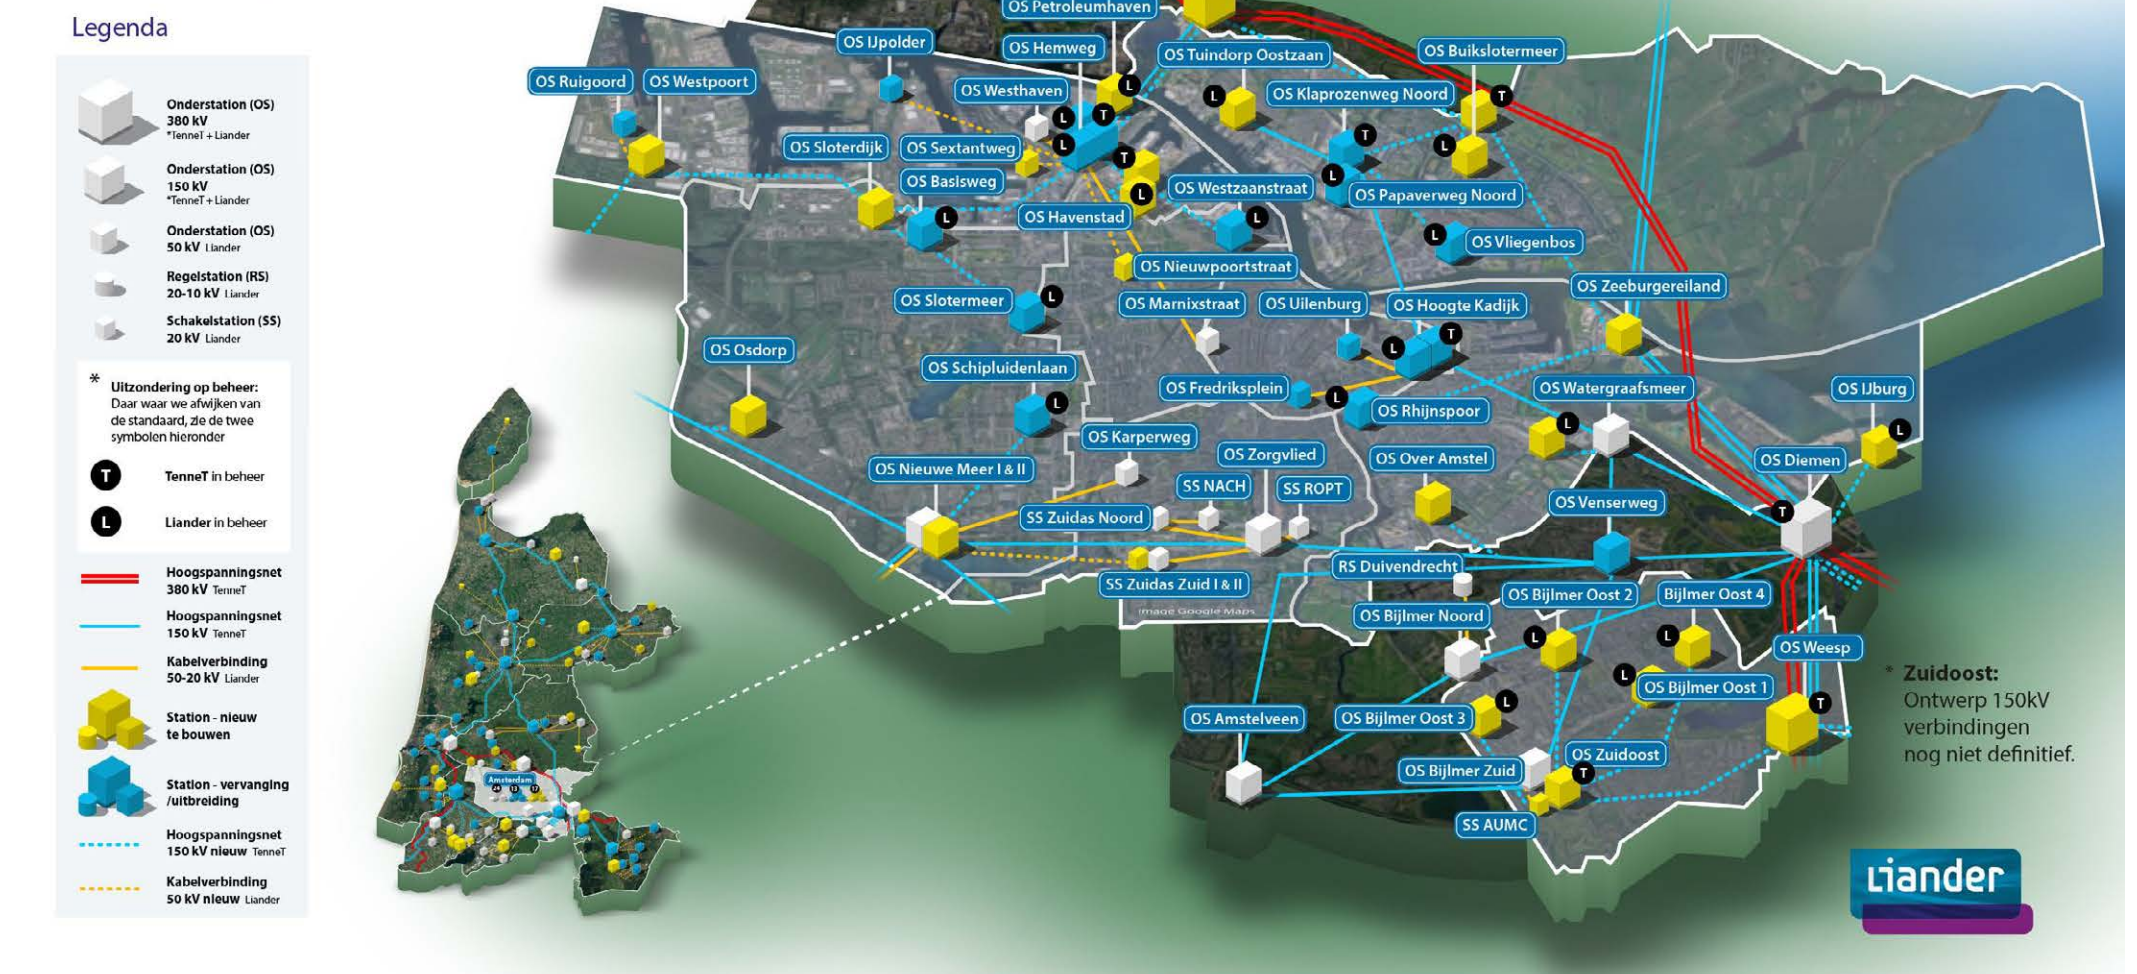 Legenda
Onderstation (OS)
380 kV
*TenneT + Liander
Onderstation (OS)
150 kV
*TenneT + Liander
Onderstation (OS)
50 kV Liander
Regelstation (RS)
20-10 kV Liander
Schakelstation (SS)
20 kV Liander
* Uitzondering op beheer:
Daar waar we afwijken van
de standaard, zie de twee
symbolen hieronder
T TenneT in beheer
L Liander in beheer
Hoogspanningsnet
380 kV TenneT
Hoogspanningsnet
150 kV TenneT
Kabelverbinding
50-20 kV Liander
Station - nieuw
te bouwen
Station - vervanging
/uitbreiding
Hoogspanningsnet
150 kV nieuw TenneT
Kabelverbinding
50 kV nieuw Liander
OS Petroleumhaven
OS IJpolder
OS Hemweg
OS Tuindorp Oostzaan
OS Buikslotermeer
OS Ruigoord
OS Westpoort
OS Westhaven
OS Klaprozenweg Noord
OS Sloterdijk
OS Sextantweg
OS Basisweg
OS Westzaanstraat
OS Papaverweg Noord
OS Havenstad
OS Vliegenbos
OS Nieuwpoortstraat
OS Zeeburgereiland
OS Slotermeer
OS Marnixstraat
OS Uilenburg
OS Hoogte Kadijk
OS Osdorp
OS Schipluidenlaan
OS Fredriksplein
OS Watergraafsmeer
OS IJburg
OS Rhijnspoor
OS Karperweg
OS Zorgvlied
OS Over Amstel
OS Diemen
OS Nieuwe Meer I & II
SS NACH
SS ROPT
OS Venserweg
SS Zuidas Noord
RS Duivendrecht
SS Zuidas Zuid I & II
OS Bijlmer Oost 2
Bijlmer Oost 4
Image Google Maps
OS Bijlmer Noord
OS Weesp
OS Bijlmer Oost 1
OS Amstelveen
OS Bijlmer Oost 3
OS Zuidoost
OS Bijlmer Zuid
SS AUMC
Amsterdam
* Zuidoost:
Ontwerp 150kV
verbindingen
nog niet definitief.
Liander